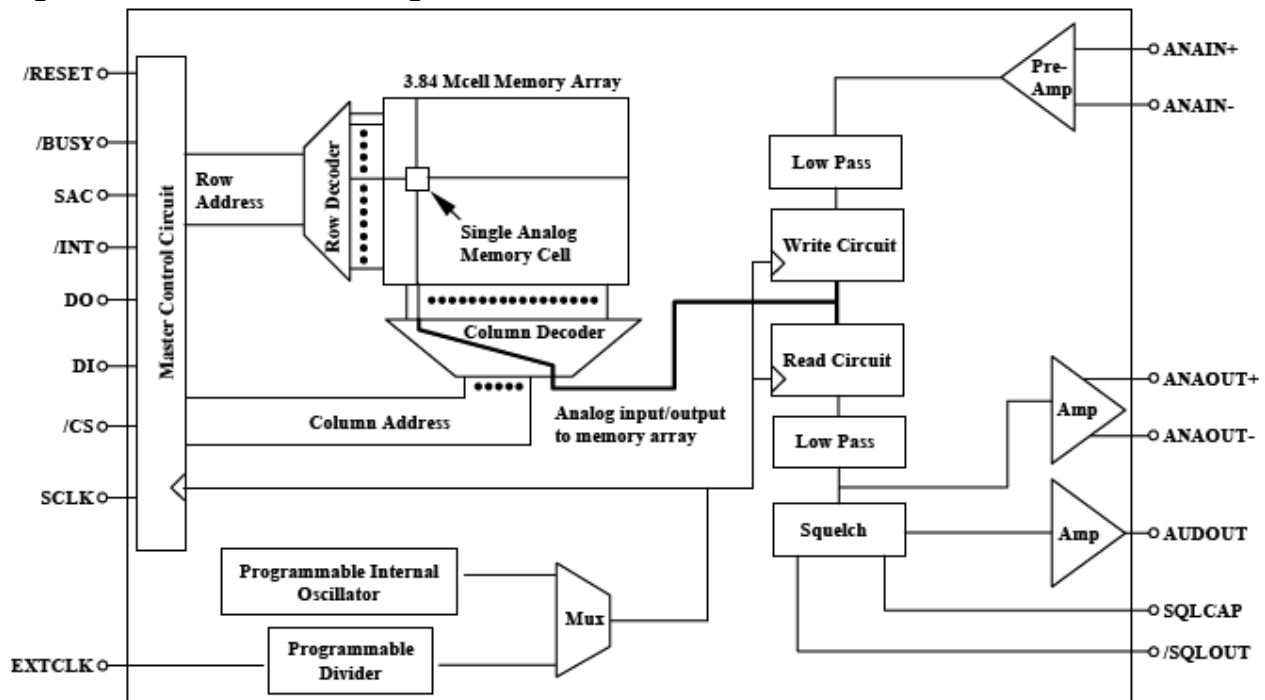 /RESET
/BUSY
SAC
/INT
DO
DI
/CS
SCLK
EXTCLK
Master Control Circuit
Row
Address
Row Decoder
3.84 Mcell Memory Array
Single Analog
Memory Cell
Column Decoder
Column Address
Analog input/output
to memory array
Programmable Internal
Oscillator
Programmable
Divider
Mux
Pre-
Amp
Low Pass
Write Circuit
Read Circuit
Low Pass
Squelch
Amp
Amp
ANAIN+
ANAIN-
ANAOUT+
ANAOUT-
AUDOUT
SQLCAP
/SQLOUT